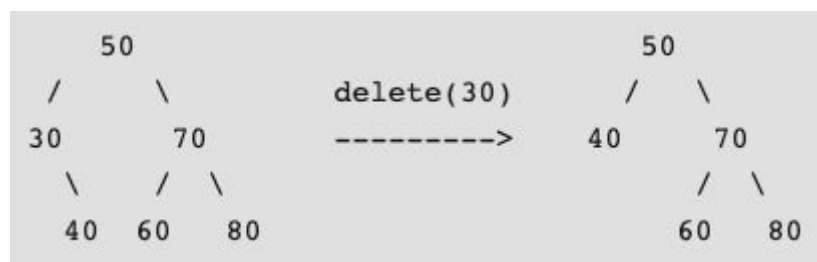 50 50
/ \ delete(30) / \
30 70 ---------> 40 70
\ / \ / \
40 60 80 60 80